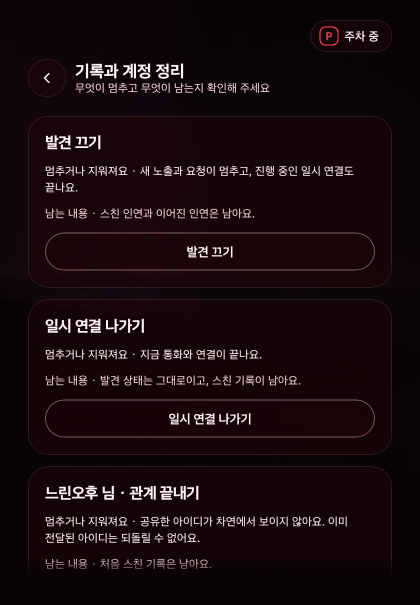 P 주차 중
기록과 계정 정리
무엇이 멈추고 무엇이 남는지 확인해 주세요
발견 끄기
멈추거나 지워져요 · 새 노출과 요청이 멈추고, 진행 중인 일시 연결도
끝나요.
남는 내용 · 스친 인연과 이어진 인연은 남아요.
발견 끄기
일시 연결 나가기
멈추거나 지워져요 · 지금 통화와 연결이 끝나요.
남는 내용 · 발견 상태는 그대로이고, 스친 기록이 남아요.
일시 연결 나가기
느린오후 님 · 관계 끝내기
멈추거나 지워져요 · 공유한 아이디가 차연에서 보이지 않아요. 이미
전달된 아이디는 되돌릴 수 없어요.
남는 내용 · 처음 스친 기록은 남아요.